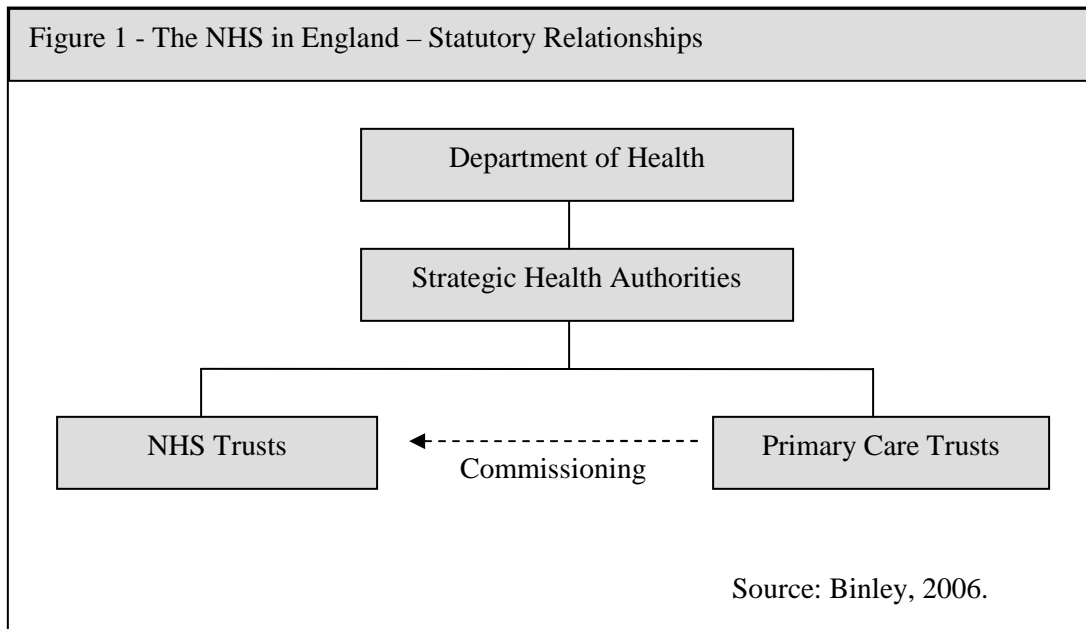 Figure 1 - The NHS in England – Statutory Relationships
Department of Health
Strategic Health Authorities
NHS Trusts
Commissioning
Primary Care Trusts
Source: Binley, 2006.